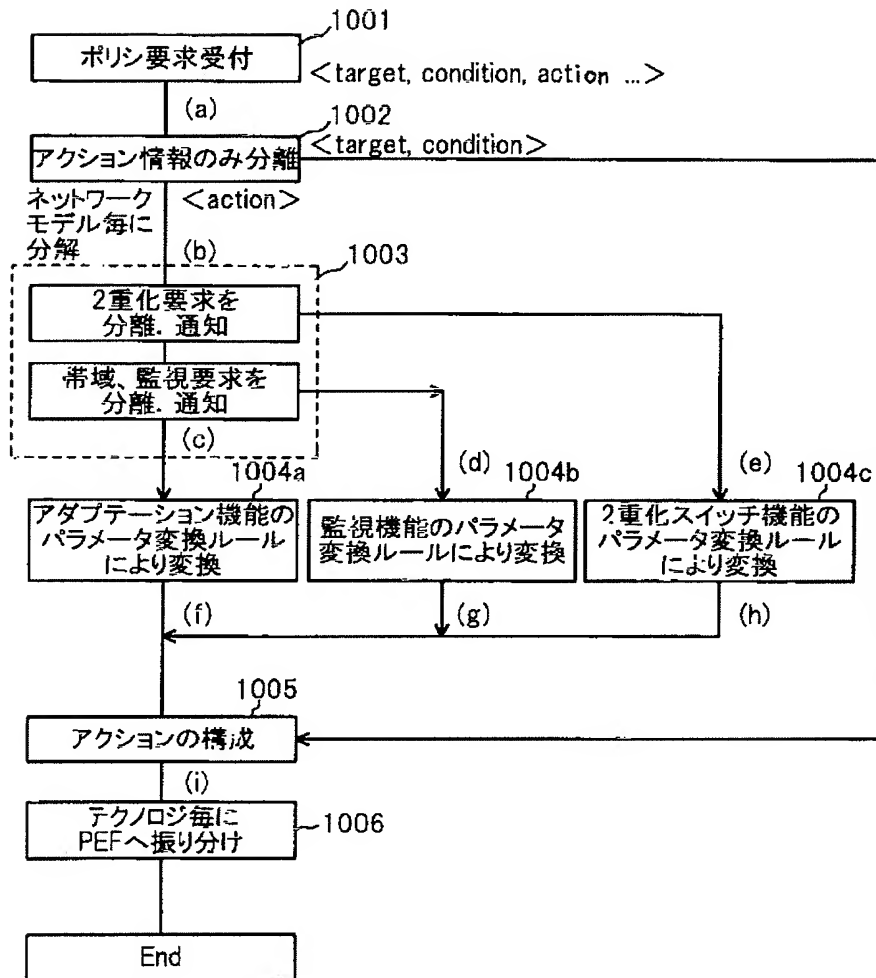 1001
ポリシ要求受付
<target, condition, action ...>
(a)
1002
アクション情報のみ分離
<target, condition>
ネットワーク
モデル毎に
分解
<action>
(b)
1003
2重化要求を
分離．通知
帯域、監視要求を
分離．通知
(c)
(d)
(e)
1004a
アダプテーション機能の
パラメータ変換ルール
により変換
1004b
監視機能のパラメータ
変換ルールにより変換
1004c
2重化スイッチ機能の
パラメータ変換ルール
により変換
(f)
(g)
(h)
1005
アクションの構成
(i)
テクノロジ毎に
PEFへ振り分け
1006
End